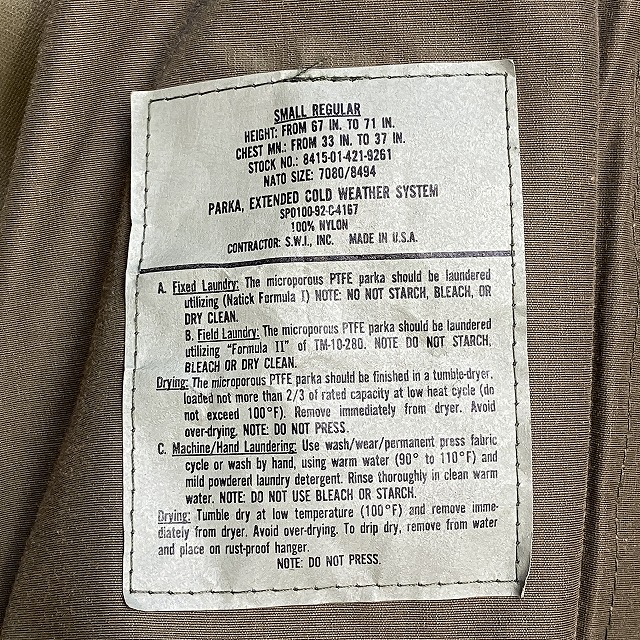 SMALL REGULAR
HEIGHT: FROM 67 IN. TO 71 IN.
CHEST MN.: FROM 33 IN. TO 37 IN.
STOCK NO.: 8415-01-421-9261
NATO SIZE: 7080/8494
PARKA, EXTENDED COLD WEATHER SYSTEM
SPO100-92-C-4167
100% NYLON
CONTRACTOR: S.W.I., INC. MADE IN U.S.A.
A. Fixed Laundry: The microporous PTFE parka should be laundered
utilizing (Natick Formula I) NOTE: NO NOT STARCH, BLEACH, OR
DRY CLEAN.
B. Field Laundry: The microporous PTFE parka should be laundered
utilizing "Formula II" of TM-10-280. NOTE DO NOT STARCH,
BLEACH OR DRY CLEAN.
Drying: The microporous PTFE parka should be finished in a tumble-dryer,
loaded not more than 2/3 of rated capacity at low heat cycle (do
not exceed 100°F). Remove immediately from dryer. Avoid
over-drying. NOTE: DO NOT PRESS.
C. Machine/Hand Laundering: Use wash/wear/permanent press fabric
cycle or wash by hand, using warm water (90° to 110°F) and
mild powdered laundry detergent. Rinse thoroughly in clean warm
water. NOTE: DO NOT USE BLEACH OR STARCH.
Drying: Tumble dry at low temperature (100°F) and remove imme-
diately from dryer. Avoid over-drying. To drip dry, remove from water
and place on rust-proof hanger.
NOTE: DO NOT PRESS.